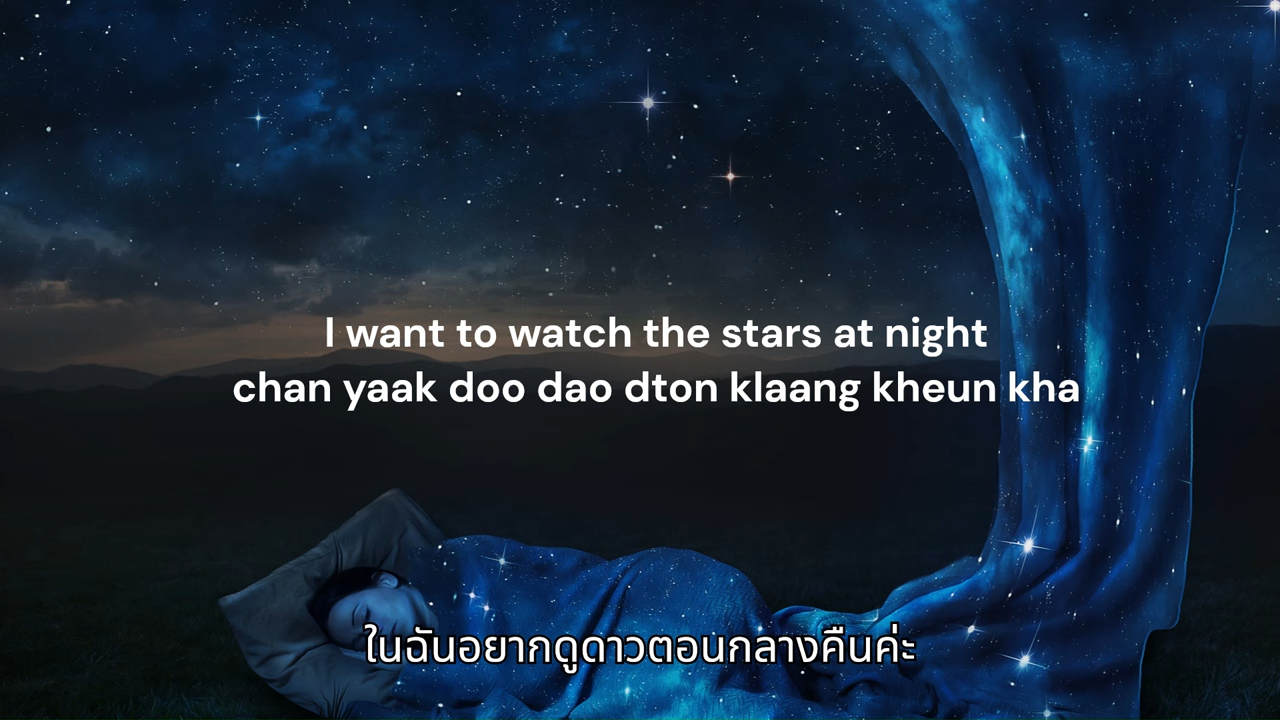 I want to watch the stars at night
chan yaak doo dao dton klaang kheun kha
ในฉันอยากดูดาวตอนกลางคืนค่ะ